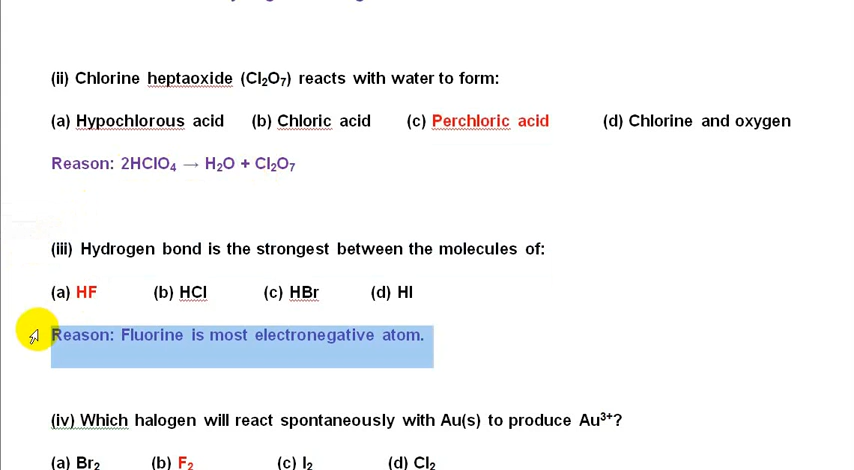 (ii) Chlorine heptaoxide (Cl₂O₇) reacts with water to form:
(a) Hypochlorous acid (b) Chloric acid (c) Perchloric acid (d) Chlorine and oxygen
Reason: 2HClO₄ → H₂O + Cl₂O₇
(iii) Hydrogen bond is the strongest between the molecules of:
(a) HF (b) HCl (c) HBr (d) HI
Reason: Fluorine is most electronegative atom.
(iv) Which halogen will react spontaneously with Au(s) to produce Au³⁺?
(a) Br₂ (b) F₂ (c) I₂ (d) Cl₂